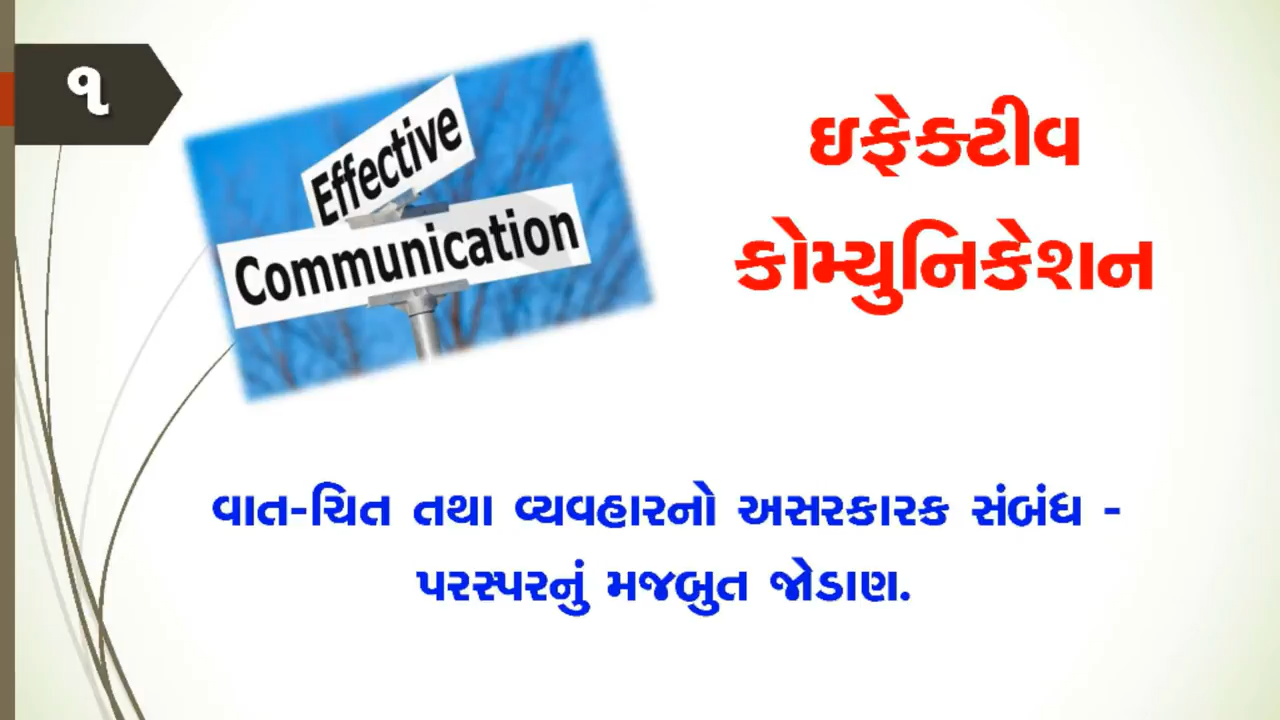 ૧
Effective
Communication
ઇફેક્ટીવ
કોમ્યુનિકેશન
વાત-ચિત તથા વ્યવહારનો અસરકારક સંબંધ -
પરસ્પરનું મજબુત જોડાણ.